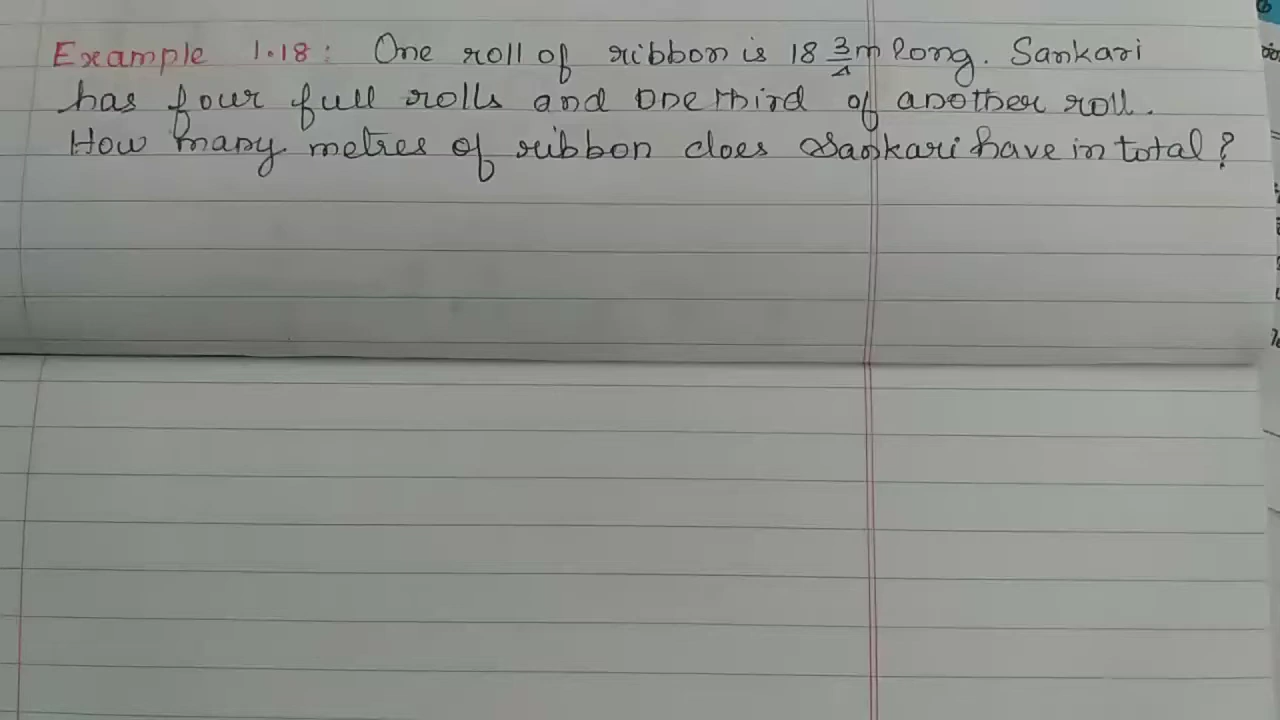 Example 1.18: One roll of ribbon is 18 3/4 m long. Sankari
has four full rolls and one third of another roll.
How many metres of ribbon does Sankari have in total?